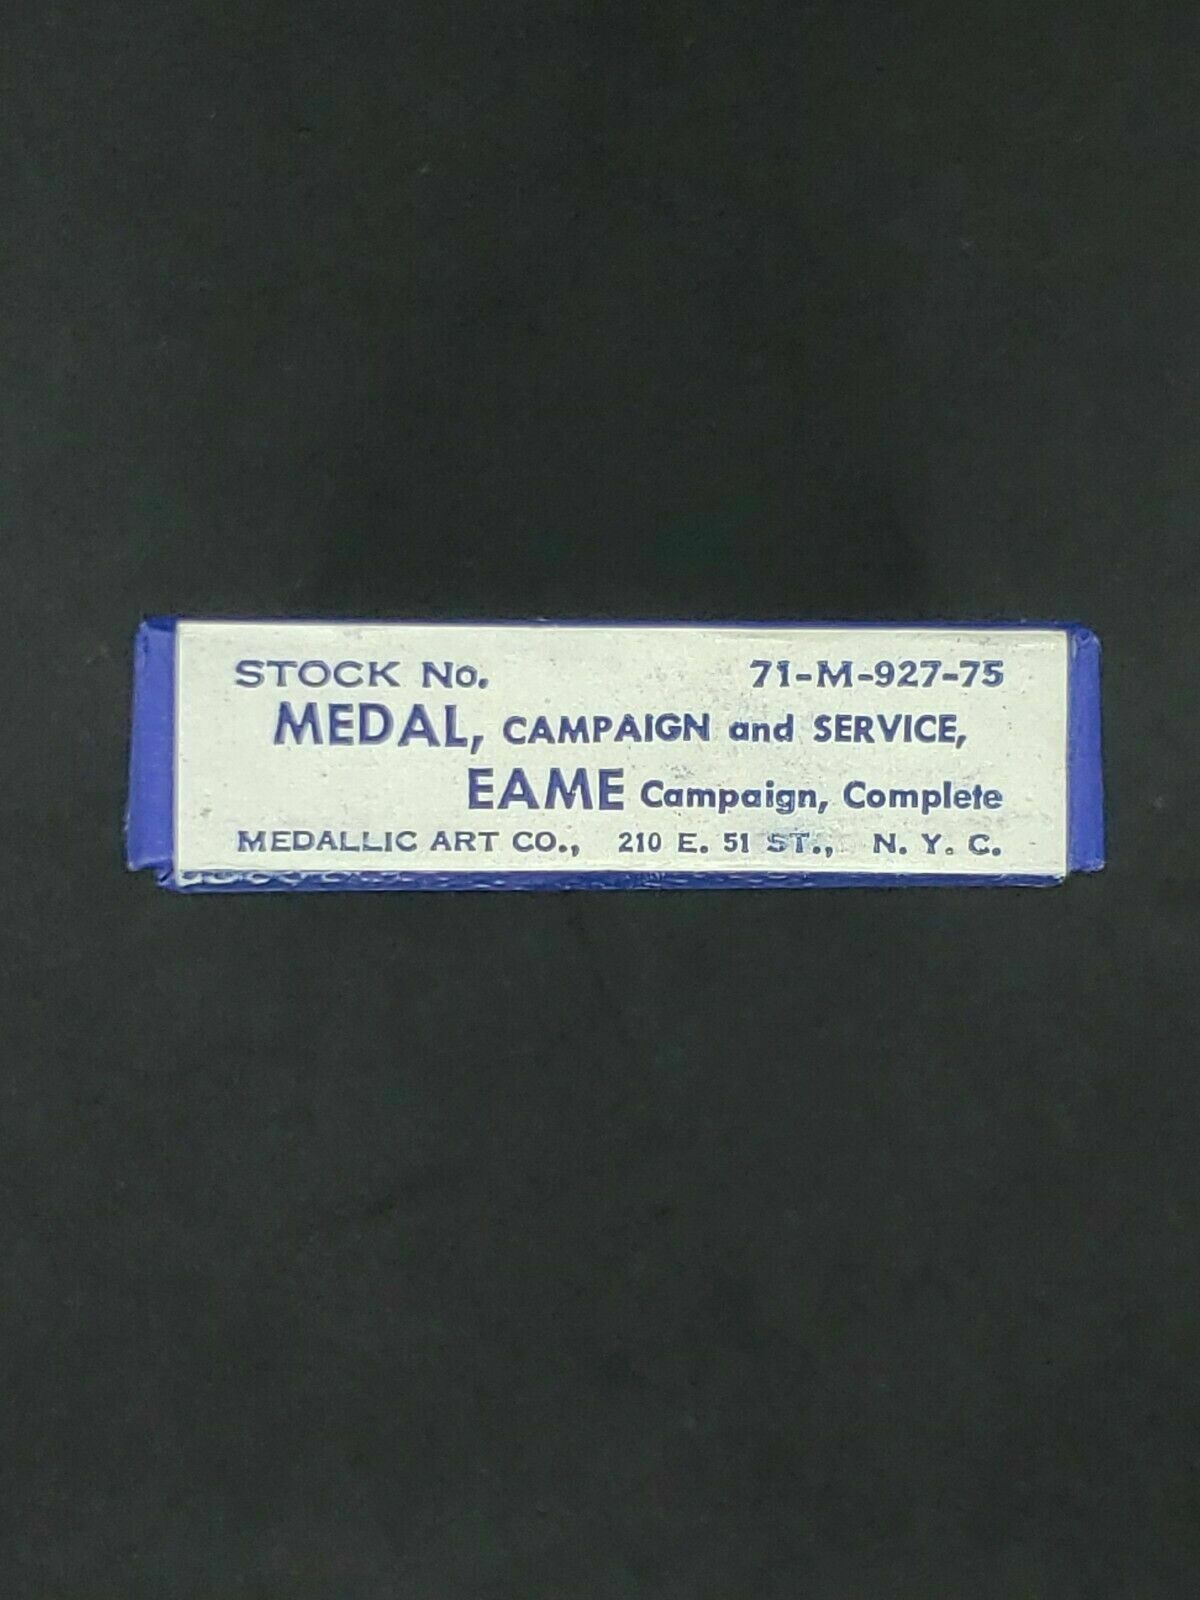 STOCK No. 71-M-927-75
MEDAL, CAMPAIGN and SERVICE,
EAME Campaign, Complete
MEDALLIC ART CO., 210 E. 51 ST., N. Y. C.